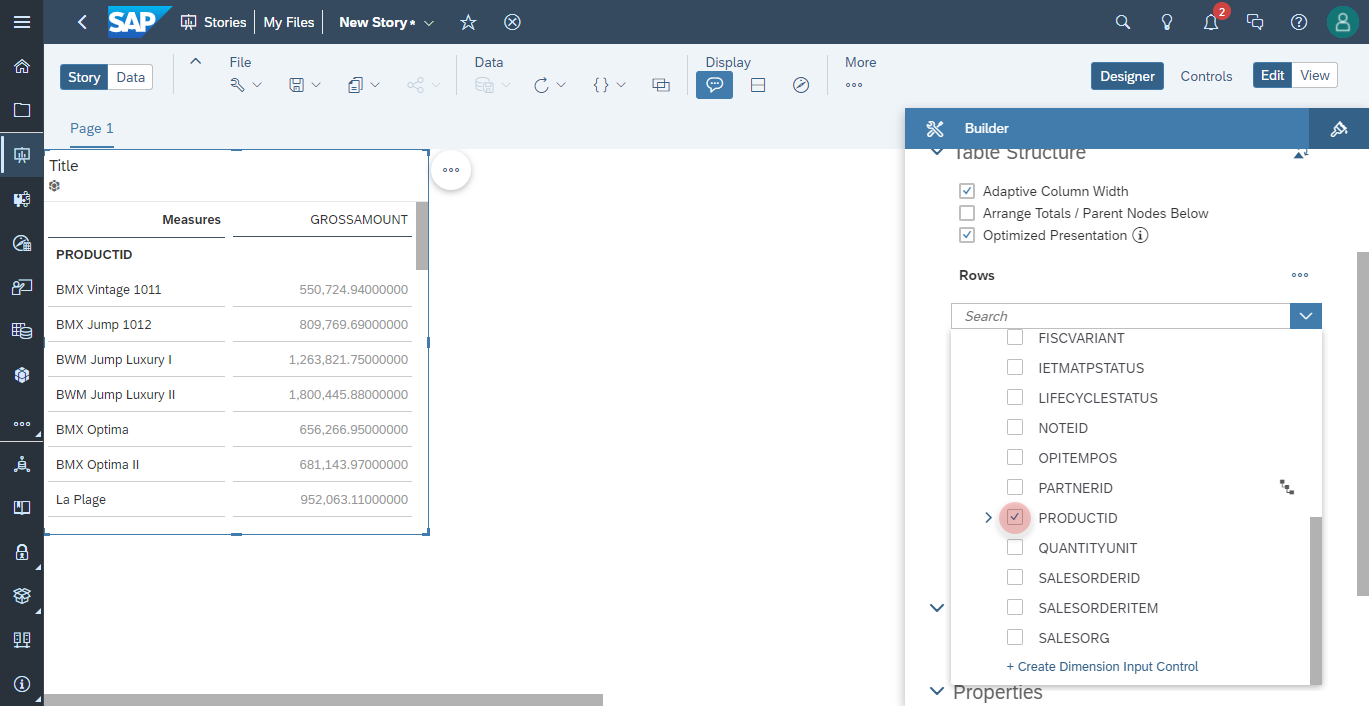 SAP Stories My Files New Story*
2
Story Data
File
Data
Display
More
Designer Controls Edit View
Page 1
Title
Measures GROSSAMOUNT
PRODUCTID
BMX Vintage 1011 550,724.94000000
BMX Jump 1012 809,769.69000000
BWM Jump Luxury I 1,263,821.75000000
BWM Jump Luxury II 1,800,445.88000000
BMX Optima 656,266.95000000
BMX Optima II 681,143.97000000
La Plage 952,063.11000000
Builder
Table Structure
Adaptive Column Width
Arrange Totals / Parent Nodes Below
Optimized Presentation
Rows
Search
FISCVARIANT
IETMATPSTATUS
LIFECYCLESTATUS
NOTEID
OPITEMPOS
PARTNERID
PRODUCTID
QUANTITYUNIT
SALESORDERID
SALESORDERITEM
SALESORG
+ Create Dimension Input Control
Properties